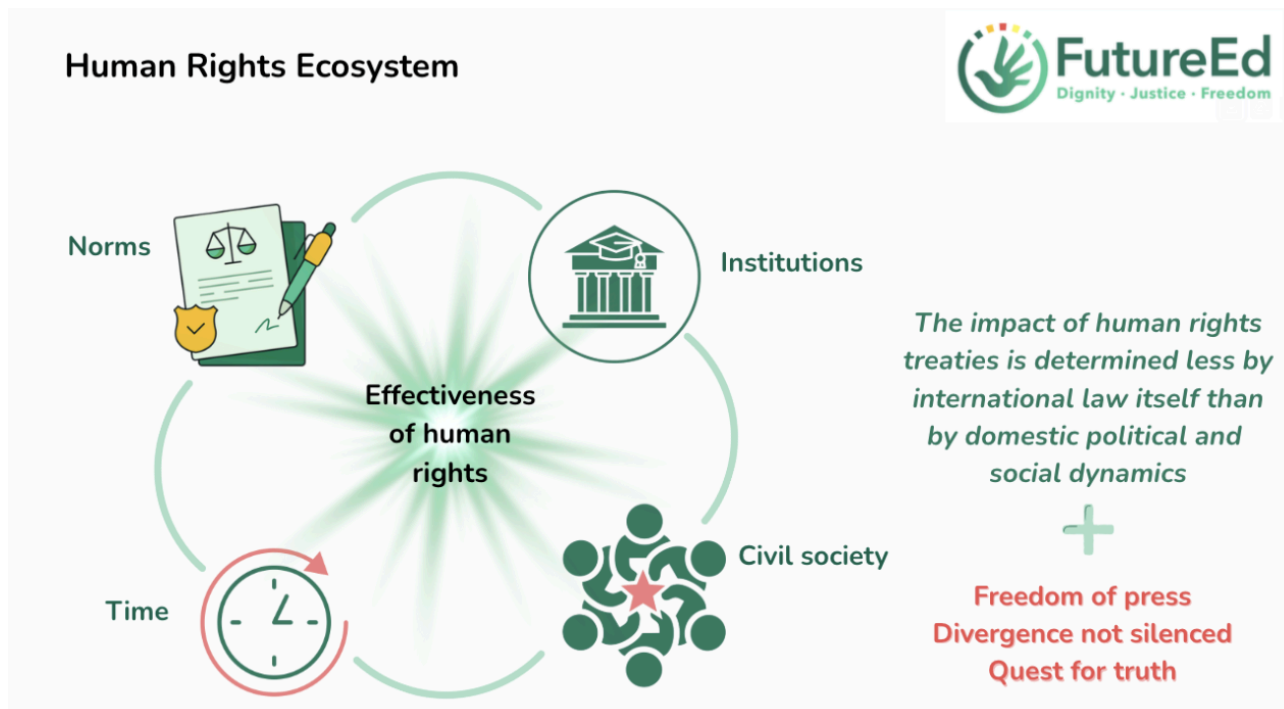 Human Rights Ecosystem
FutureEd
Dignity · Justice · Freedom
Norms
Institutions
Effectiveness
of human
rights
Time
Civil society
The impact of human rights
treaties is determined less by
international law itself than
by domestic political and
social dynamics
+
Freedom of press
Divergence not silenced
Quest for truth